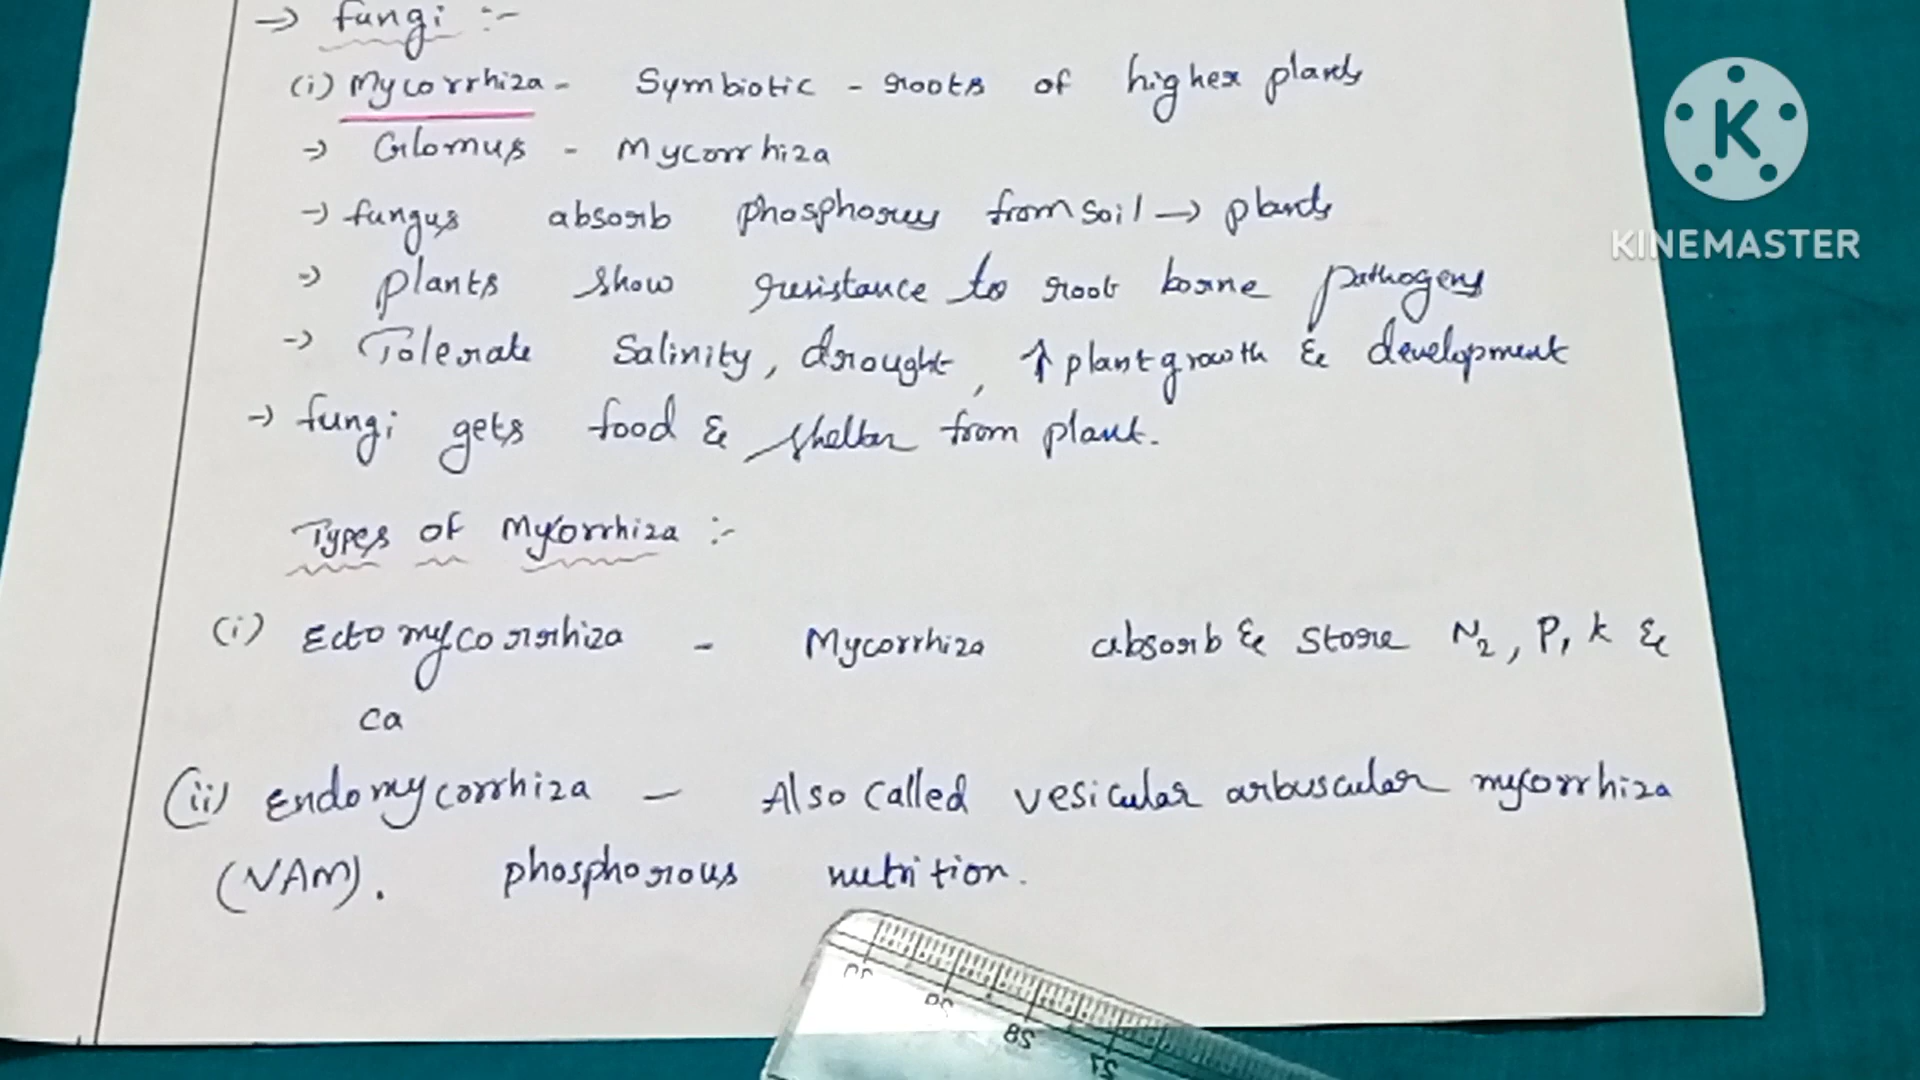 → fungi :-
(i) Mycorrhiza - Symbiotic - roots of higher plants
→ Glomus - Mycorrhiza
→ fungus absorb phosphorus from soil → plants
→ plants show resistance to root borne pathogens
→ Tolerate salinity, drought, ↑ plant growth & development
→ fungi gets food & shelter from plant.
Types of Mycorrhiza :-
(i) Ectomycorrhiza - Mycorrhiza absorb & store N2, P, K &
Ca
(ii) Endomycorrhiza - Also called vesicular arbuscular mycorrhiza
(VAM). phosphorous nutrition.
K
KINEMASTER
28
27